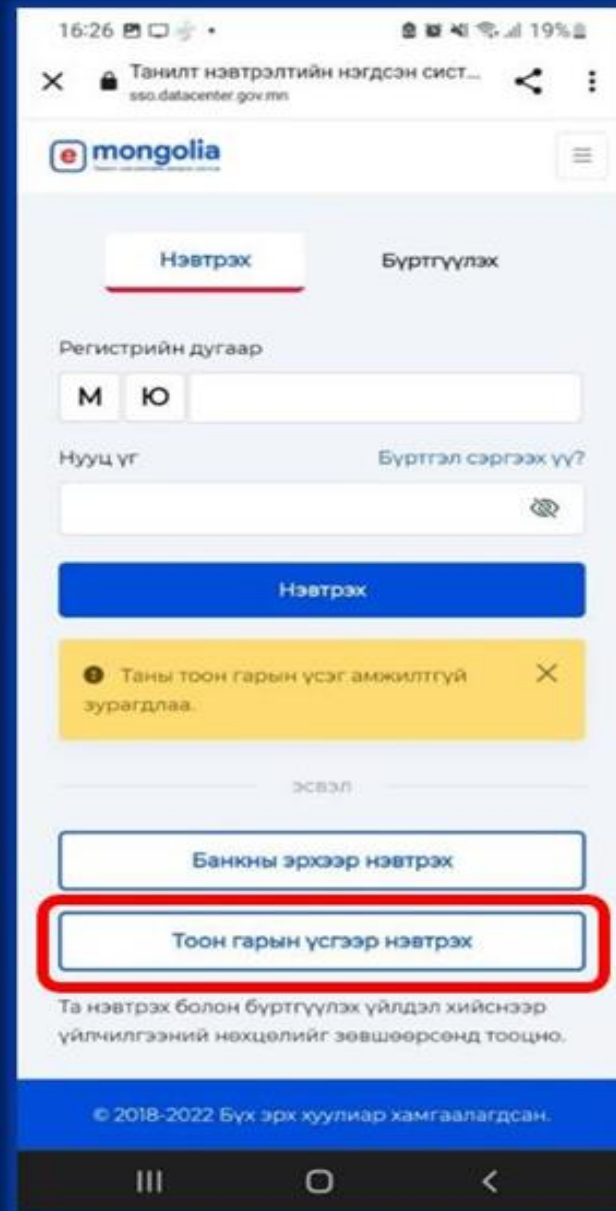 16:26
19%
Танилт нэвтрэлтийн нэгдсэн сист...
sso.datacenter.gov.mn
e mongolia
Нэвтрэх Бүртгүүлэх
Регистрийн дугаар
М Ю
Нууц үг Бүртгэл сэргээх үү?
Нэвтрэх
Таны тоон гарын үсэг амжилтгүй
зурагдлаа.
эсвэл
Банкны эрхээр нэвтрэх
Тоон гарын үсгээр нэвтрэх
Та нэвтрэх болон бүртгүүлэх үйлдэл хийснээр
үйлчилгээний нөхцөлийг зөвшөөрсөнд тооцно.
© 2018-2022 Бүх эрх хуулиар хамгаалагдсан.